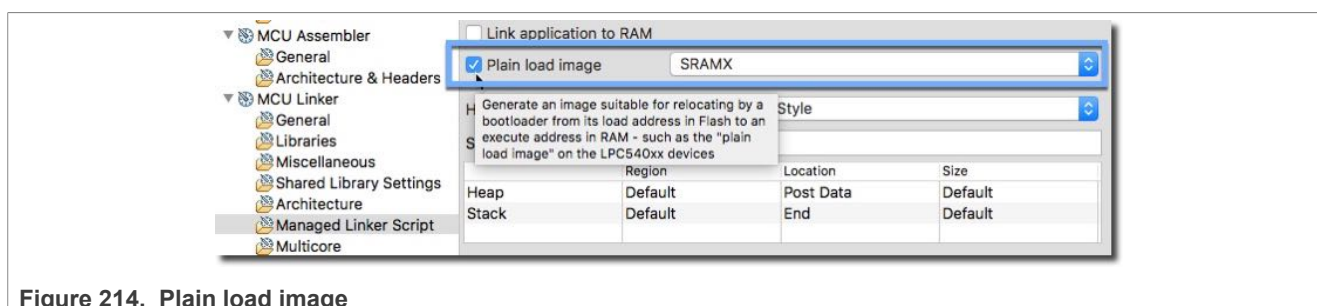 MCU Assembler
General
Architecture & Headers
MCU Linker
General
Libraries
Miscellaneous
Shared Library Settings
Architecture
Managed Linker Script
Multicore
Link application to RAM
Plain load image SRAMX
H Style
Generate an image suitable for relocating by a
bootloader from its load address in Flash to an
execute address in RAM - such as the "plain
load image" on the LPC540xx devices
S
Region Location Size
Heap Default Post Data Default
Stack Default End Default
Figure 214. Plain load image